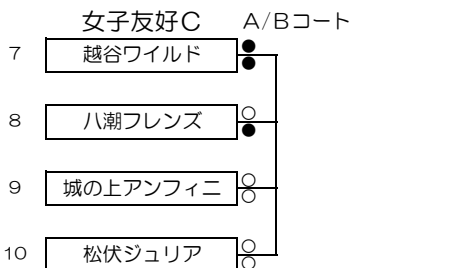 女子友好C A/Bコート
7 越谷ワイルド ●
●
8 八潮フレンズ ○
●
9 城の上アンフィニ ○
○
10 松伏ジュリア ○
○